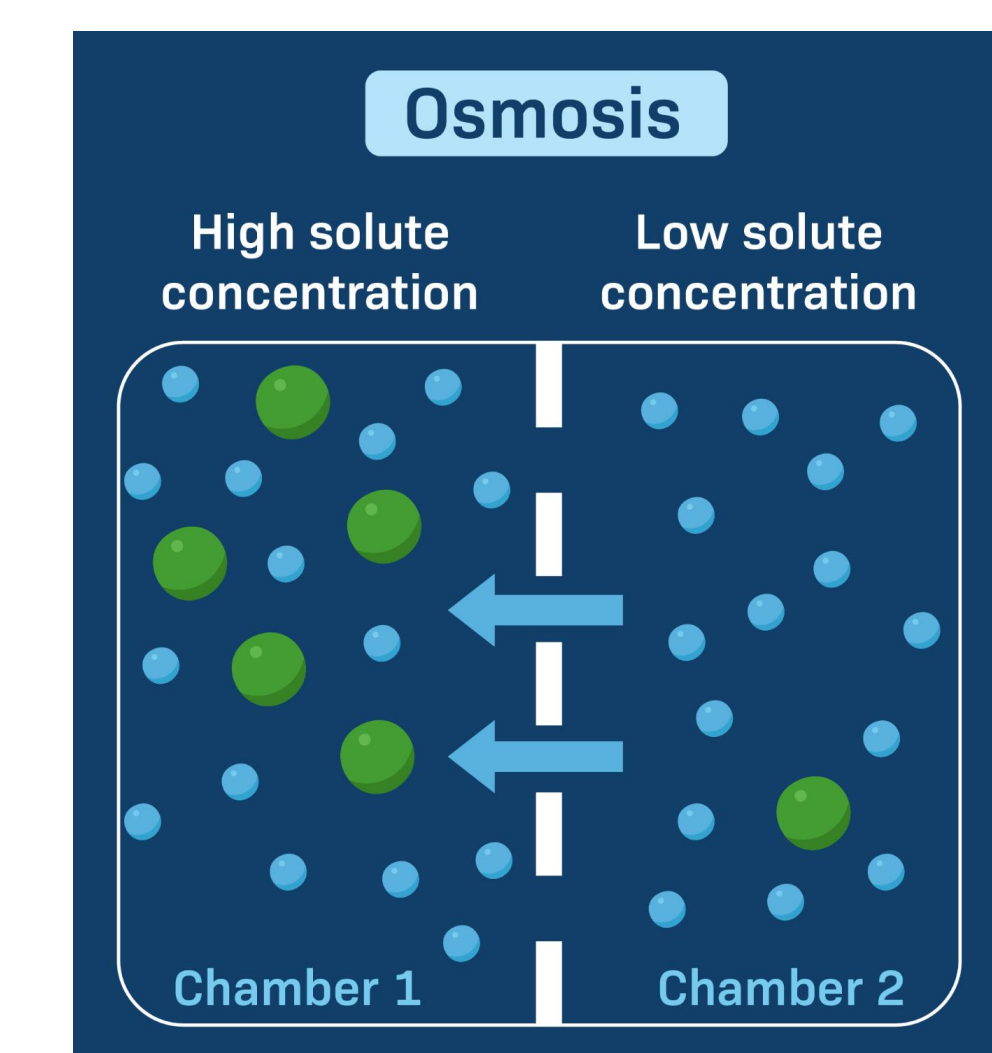 Osmosis
High solute
concentration
Low solute
concentration
Chamber 1
Chamber 2